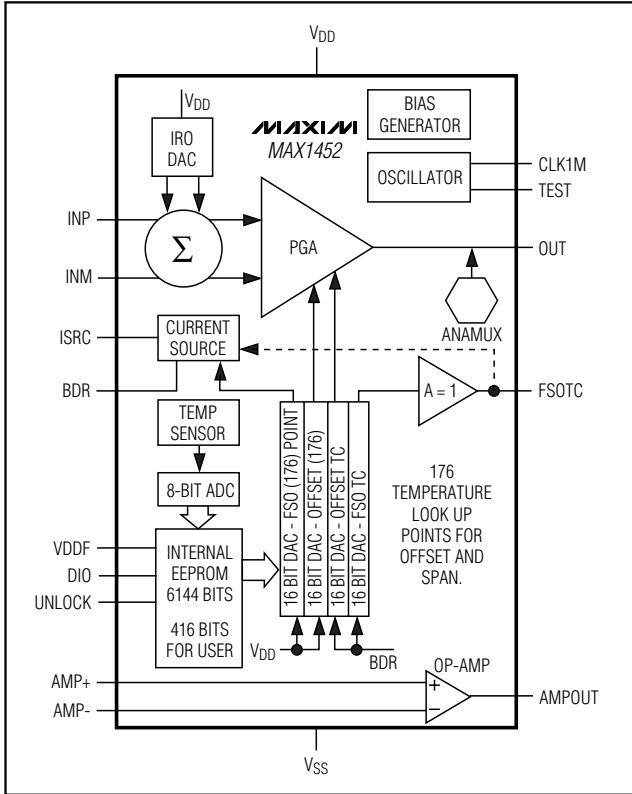 VDD
VDD
IRO
DAC
MAXIM
MAX1452
BIAS
GENERATOR
OSCILLATOR
CLK1M
TEST
INP
INM
Σ
PGA
OUT
ANAMUX
ISRC
BDR
CURRENT
SOURCE
A = 1
FSOTC
TEMP
SENSOR
8-BIT ADC
VDDF
DIO
UNLOCK
INTERNAL
EEPROM
6144 BITS
416 BITS
FOR USER
16 BIT DAC - FSO (176) POINT
16 BIT DAC - OFFSET (176)
16 BIT DAC - OFFSET TC
16 BIT DAC - FSO TC
176
TEMPERATURE
LOOK UP
POINTS FOR
OFFSET AND
SPAN.
VDD
BDR
OP-AMP
AMP+
AMP-
+
−
AMPOUT
VSS